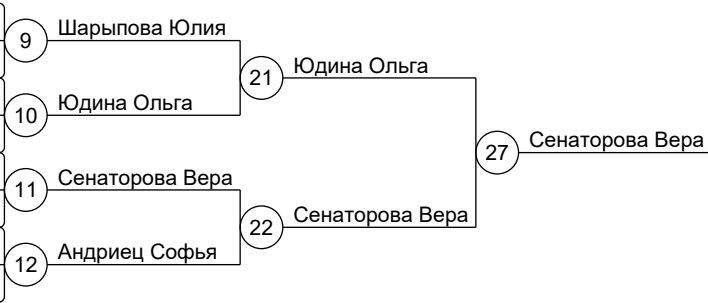 9 Шарыпова Юлия
21 Юдина Ольга
10 Юдина Ольга
27 Сенаторова Вера
11 Сенаторова Вера
22 Сенаторова Вера
12 Андриец Софья